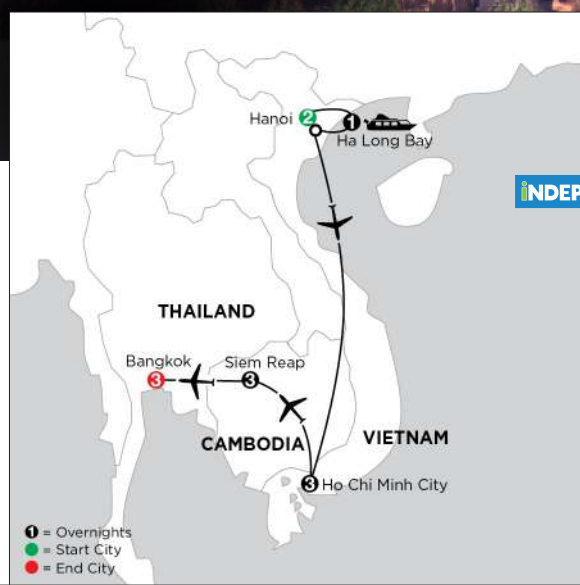 Hanoi 2
1
Ha Long Bay
iNDEP
THAILAND
Bangkok
Siem Reap
3
3
CAMBODIA
VIETNAM
3 Ho Chi Minh City
1 = Overnights
= Start City
= End City